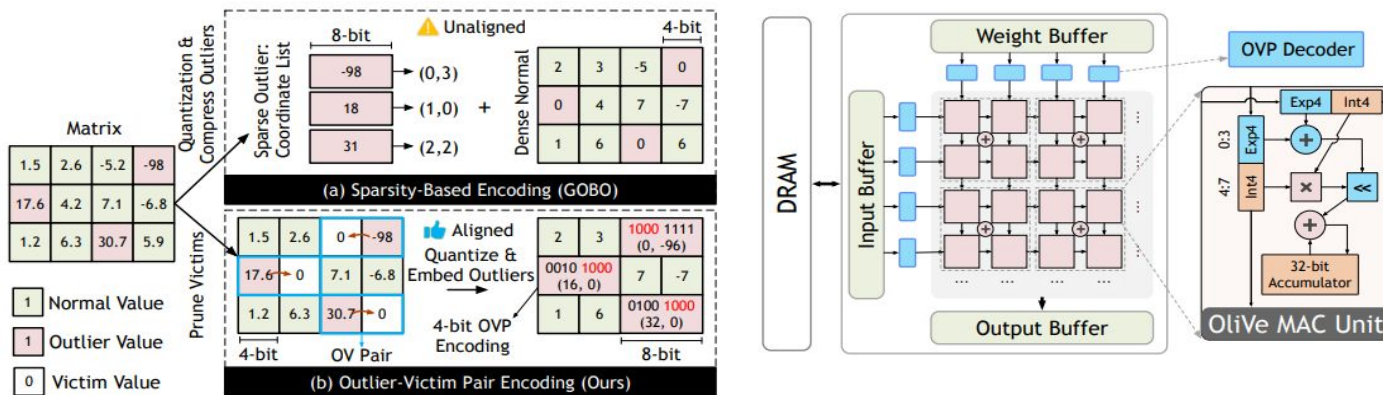 Matrix
1.5 2.6 -5.2 -98
17.6 4.2 7.1 -6.8
1.2 6.3 30.7 5.9
1 Normal Value
1 Outlier Value
0 Victim Value
Quantization &
Compress Outliers
Prune Victims
Sparse Outlier:
Coordinate List
8-bit
-98 (0,3)
18 (1,0)
31 (2,2)
+
Unaligned
Dense Normal
4-bit
2 3 -5 0
0 4 7 -7
1 6 0 6
(a) Sparsity-Based Encoding (GOBO)
1.5 2.6 0 -98
17.6 0 7.1 -6.8
1.2 6.3 30.7 0
4-bit
OV Pair
Aligned
Quantize &
Embed Outliers
4-bit OVP
Encoding
2 3 1000 1111
(0, -96)
0010 1000 7 -7
(16, 0)
1 6 0100 1000
(32, 0)
8-bit
(b) Outlier-Victim Pair Encoding (Ours)
DRAM
Weight Buffer
Input Buffer
+ +
+ +
... ... ... ...
Output Buffer
OVP Decoder
Exp4 Int4
0:3 Exp4 +
4:7 Int4 × <<
+
32-bit
Accumulator
OliVe MAC Unit